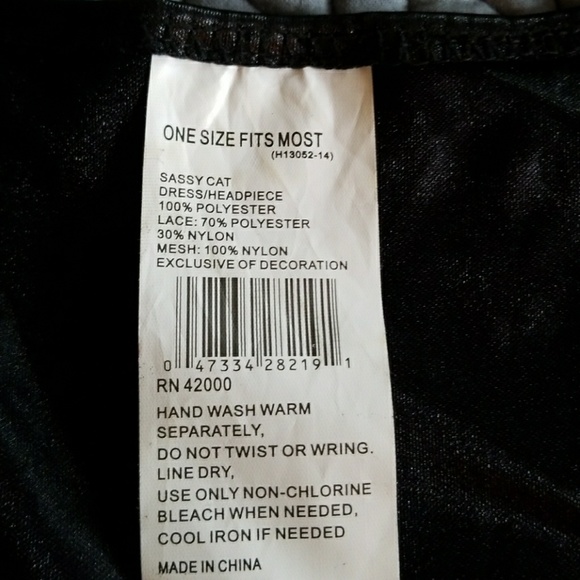 ONE SIZE FITS MOST
(H13052-14)
SASSY CAT
DRESS/HEADPIECE
100% POLYESTER
LACE: 70% POLYESTER
30% NYLON
MESH: 100% NYLON
EXCLUSIVE OF DECORATION
0 47334 28219 1
RN 42000
HAND WASH WARM
SEPARATELY,
DO NOT TWIST OR WRING.
LINE DRY,
USE ONLY NON-CHLORINE
BLEACH WHEN NEEDED,
COOL IRON IF NEEDED
MADE IN CHINA